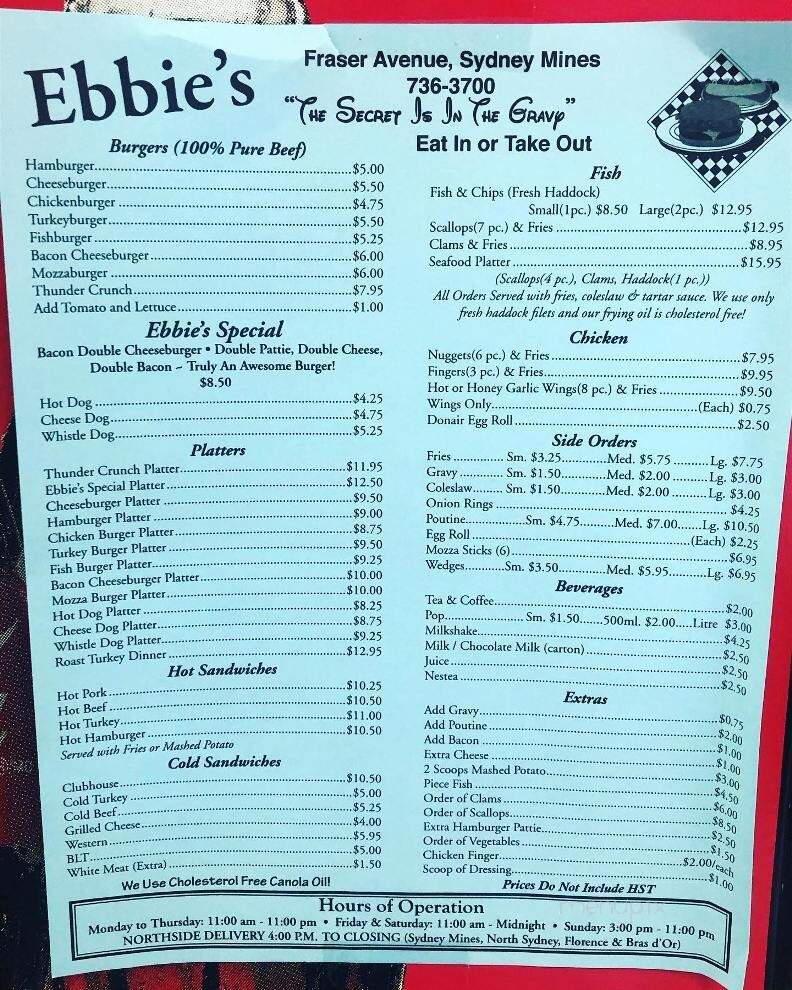 Ebbie's
Fraser Avenue, Sydney Mines
736-3700
"The Secret Is In The Gravy"
Eat In or Take Out
Burgers (100% Pure Beef)
Hamburger...$5.00
Cheeseburger...$5.50
Chickenburger...$4.75
Turkeyburger...$5.50
Fishburger...$5.25
Bacon Cheeseburger...$6.00
Mozzaburger...$6.00
Thunder Crunch...$7.95
Add Tomato and Lettuce...$1.00
Ebbie's Special
Bacon Double Cheeseburger • Double Pattie, Double Cheese,
Double Bacon ~ Truly An Awesome Burger!
$8.50
Hot Dog...$4.25
Cheese Dog...$4.75
Whistle Dog...$5.25
Platters
Thunder Crunch Platter...$11.95
Ebbie's Special Platter...$12.50
Cheeseburger Platter...$9.50
Hamburger Platter...$9.00
Chicken Burger Platter...$8.75
Turkey Burger Platter...$9.50
Fish Burger Platter...$9.25
Bacon Cheeseburger Platter...$10.00
Mozza Burger Platter...$10.00
Hot Dog Platter...$8.25
Cheese Dog Platter...$8.75
Whistle Dog Platter...$9.25
Roast Turkey Dinner...$12.95
Hot Sandwiches
Hot Pork...$10.25
Hot Beef...$10.50
Hot Turkey...$11.00
Hot Hamburger...$10.50
Served with Fries or Mashed Potato
Cold Sandwiches
Clubhouse...$10.50
Cold Turkey...$5.00
Cold Beef...$5.25
Grilled Cheese...$4.00
Western...$5.95
BLT...$5.00
White Meat (Extra)...$1.50
We Use Cholesterol Free Canola Oil!
Fish
Fish & Chips (Fresh Haddock)
Small(1pc.) $8.50 Large(2pc.) $12.95
Scallops(7 pc.) & Fries...$12.95
Clams & Fries...$8.95
Seafood Platter...$15.95
(Scallops(4 pc.), Clams, Haddock(1 pc.))
All Orders Served with fries, coleslaw & tartar sauce. We use only
fresh haddock filets and our frying oil is cholesterol free!
Chicken
Nuggets(6 pc.) & Fries...$7.95
Fingers(3 pc.) & Fries...$9.95
Hot or Honey Garlic Wings(8 pc.) & Fries...$9.50
Wings Only...(Each) $0.75
Donair Egg Roll...$2.50
Side Orders
Fries...Sm. $3.25...Med. $5.75...Lg. $7.75
Gravy...Sm. $1.50...Med. $2.00...Lg. $3.00
Coleslaw...Sm. $1.50...Med. $2.00...Lg. $3.00
Onion Rings...$4.25
Poutine...Sm. $4.75...Med. $7.00...Lg. $10.50
Egg Roll...(Each) $2.25
Mozza Sticks (6)...$6.95
Wedges...Sm. $3.50...Med. $5.95...Lg. $6.95
Beverages
Tea & Coffee...$2.00
Pop...Sm. $1.50...500ml. $2.00...Litre $3.00
Milkshake...$4.25
Milk / Chocolate Milk (carton)...$2.50
Juice...$2.50
Nestea...$2.50
Extras
Add Gravy...$0.75
Add Poutine...$2.00
Add Bacon...$1.00
Extra Cheese...$1.00
2 Scoops Mashed Potato...$3.00
Piece Fish...$4.50
Order of Clams...$6.00
Order of Scallops...$8.50
Extra Hamburger Pattie...$2.50
Order of Vegetables...$1.50
Chicken Finger...$2.00/each
Scoop of Dressing...$1.00
Prices Do Not Include HST
Hours of Operation
Monday to Thursday: 11:00 am - 11:00 pm • Friday & Saturday: 11:00 am - Midnight • Sunday: 3:00 pm - 11:00 pm
NORTHSIDE DELIVERY 4:00 P.M. TO CLOSING (Sydney Mines, North Sydney, Florence & Bras d'Or)